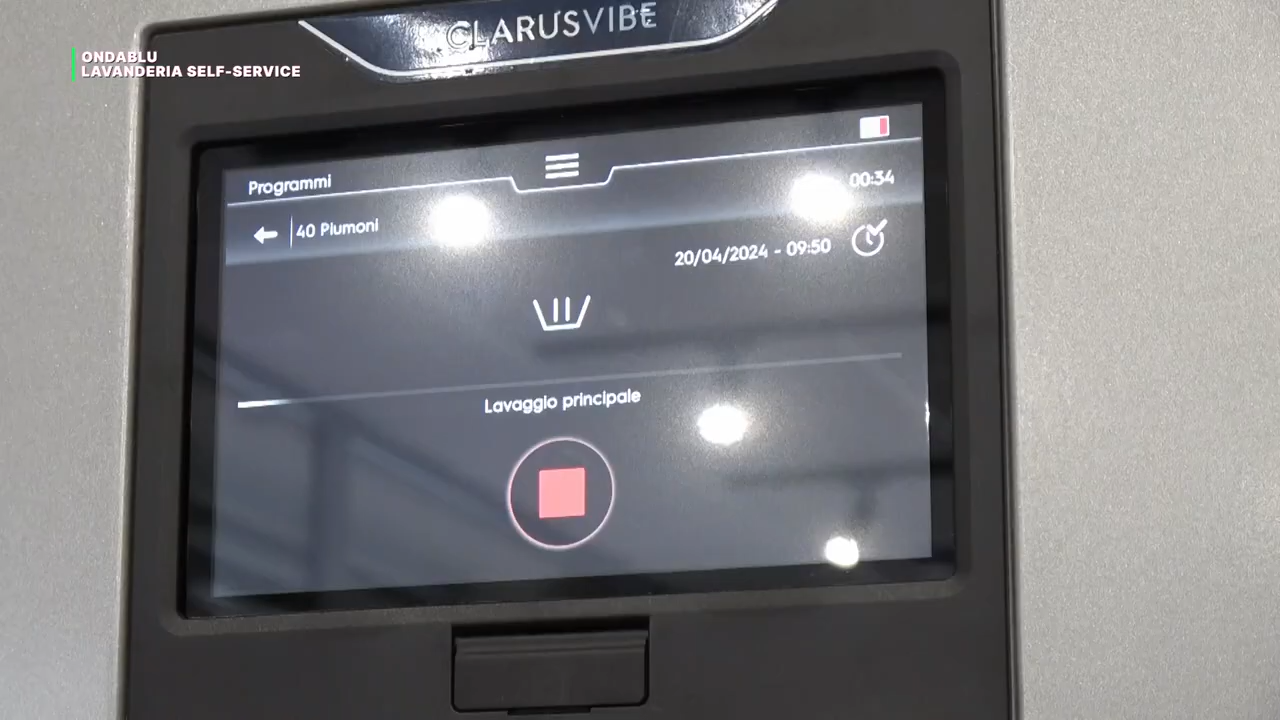 CLARUSVIBE
ONDABLU
LAVANDERIA SELF-SERVICE
Programmi
00:34
40 Piumoni
20/04/2024 - 09:50
Lavaggio principale